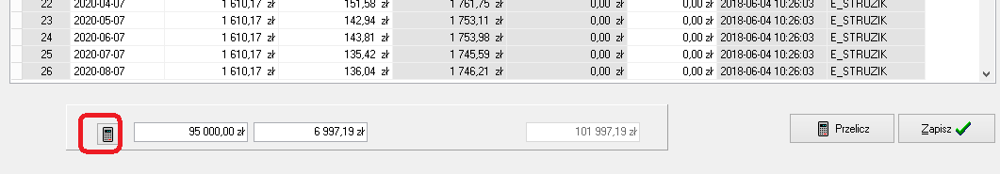 22 2020-04-07 1 610,17 zł 151,58 zł 1 761,75 zł 0,00 zł 0,00 zł 2018-06-04 10:26:03 E_STRUZIK
23 2020-05-07 1 610,17 zł 142,94 zł 1 753,11 zł 0,00 zł 0,00 zł 2018-06-04 10:26:03 E_STRUZIK
24 2020-06-07 1 610,17 zł 143,81 zł 1 753,98 zł 0,00 zł 0,00 zł 2018-06-04 10:26:03 E_STRUZIK
25 2020-07-07 1 610,17 zł 135,42 zł 1 745,59 zł 0,00 zł 0,00 zł 2018-06-04 10:26:03 E_STRUZIK
26 2020-08-07 1 610,17 zł 136,04 zł 1 746,21 zł 0,00 zł 0,00 zł 2018-06-04 10:26:03 E_STRUZIK
95 000,00 zł 6 997,19 zł 101 997,19 zł Przelicz Zapisz